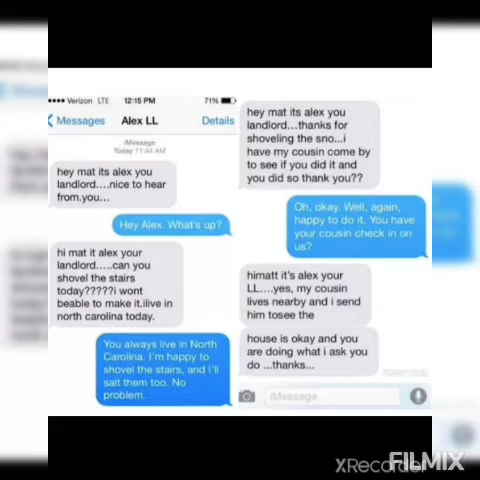 Verizon LTE 12:15 PM 71%
Messages Alex LL Details
iMessage
Today 11:44 AM
hey mat its alex you
landlord....nice to hear
from.you...
Hey Alex. What's up?
hi mat it alex your
landlord.....can you
shovel the stairs
today????? i wont
beable to make it.ilive in
north carolina today.
You always live in North
Carolina. I'm happy to
shovel the stairs, and I'll
salt them too. No
problem.
hey mat its alex you
landlord...thanks for
shoveling the sno...i
have my cousin come by
to see if you did it and
you did so thank you??
Oh, okay. Well, again,
happy to do it. You have
your cousin check in on
us?
himatt it's alex your
LL....yes, my cousin
lives nearby and i send
him tosee the
house is okay and you
are doing what i ask you
do ...thanks...
iMessage
XRecorder
FILMIX